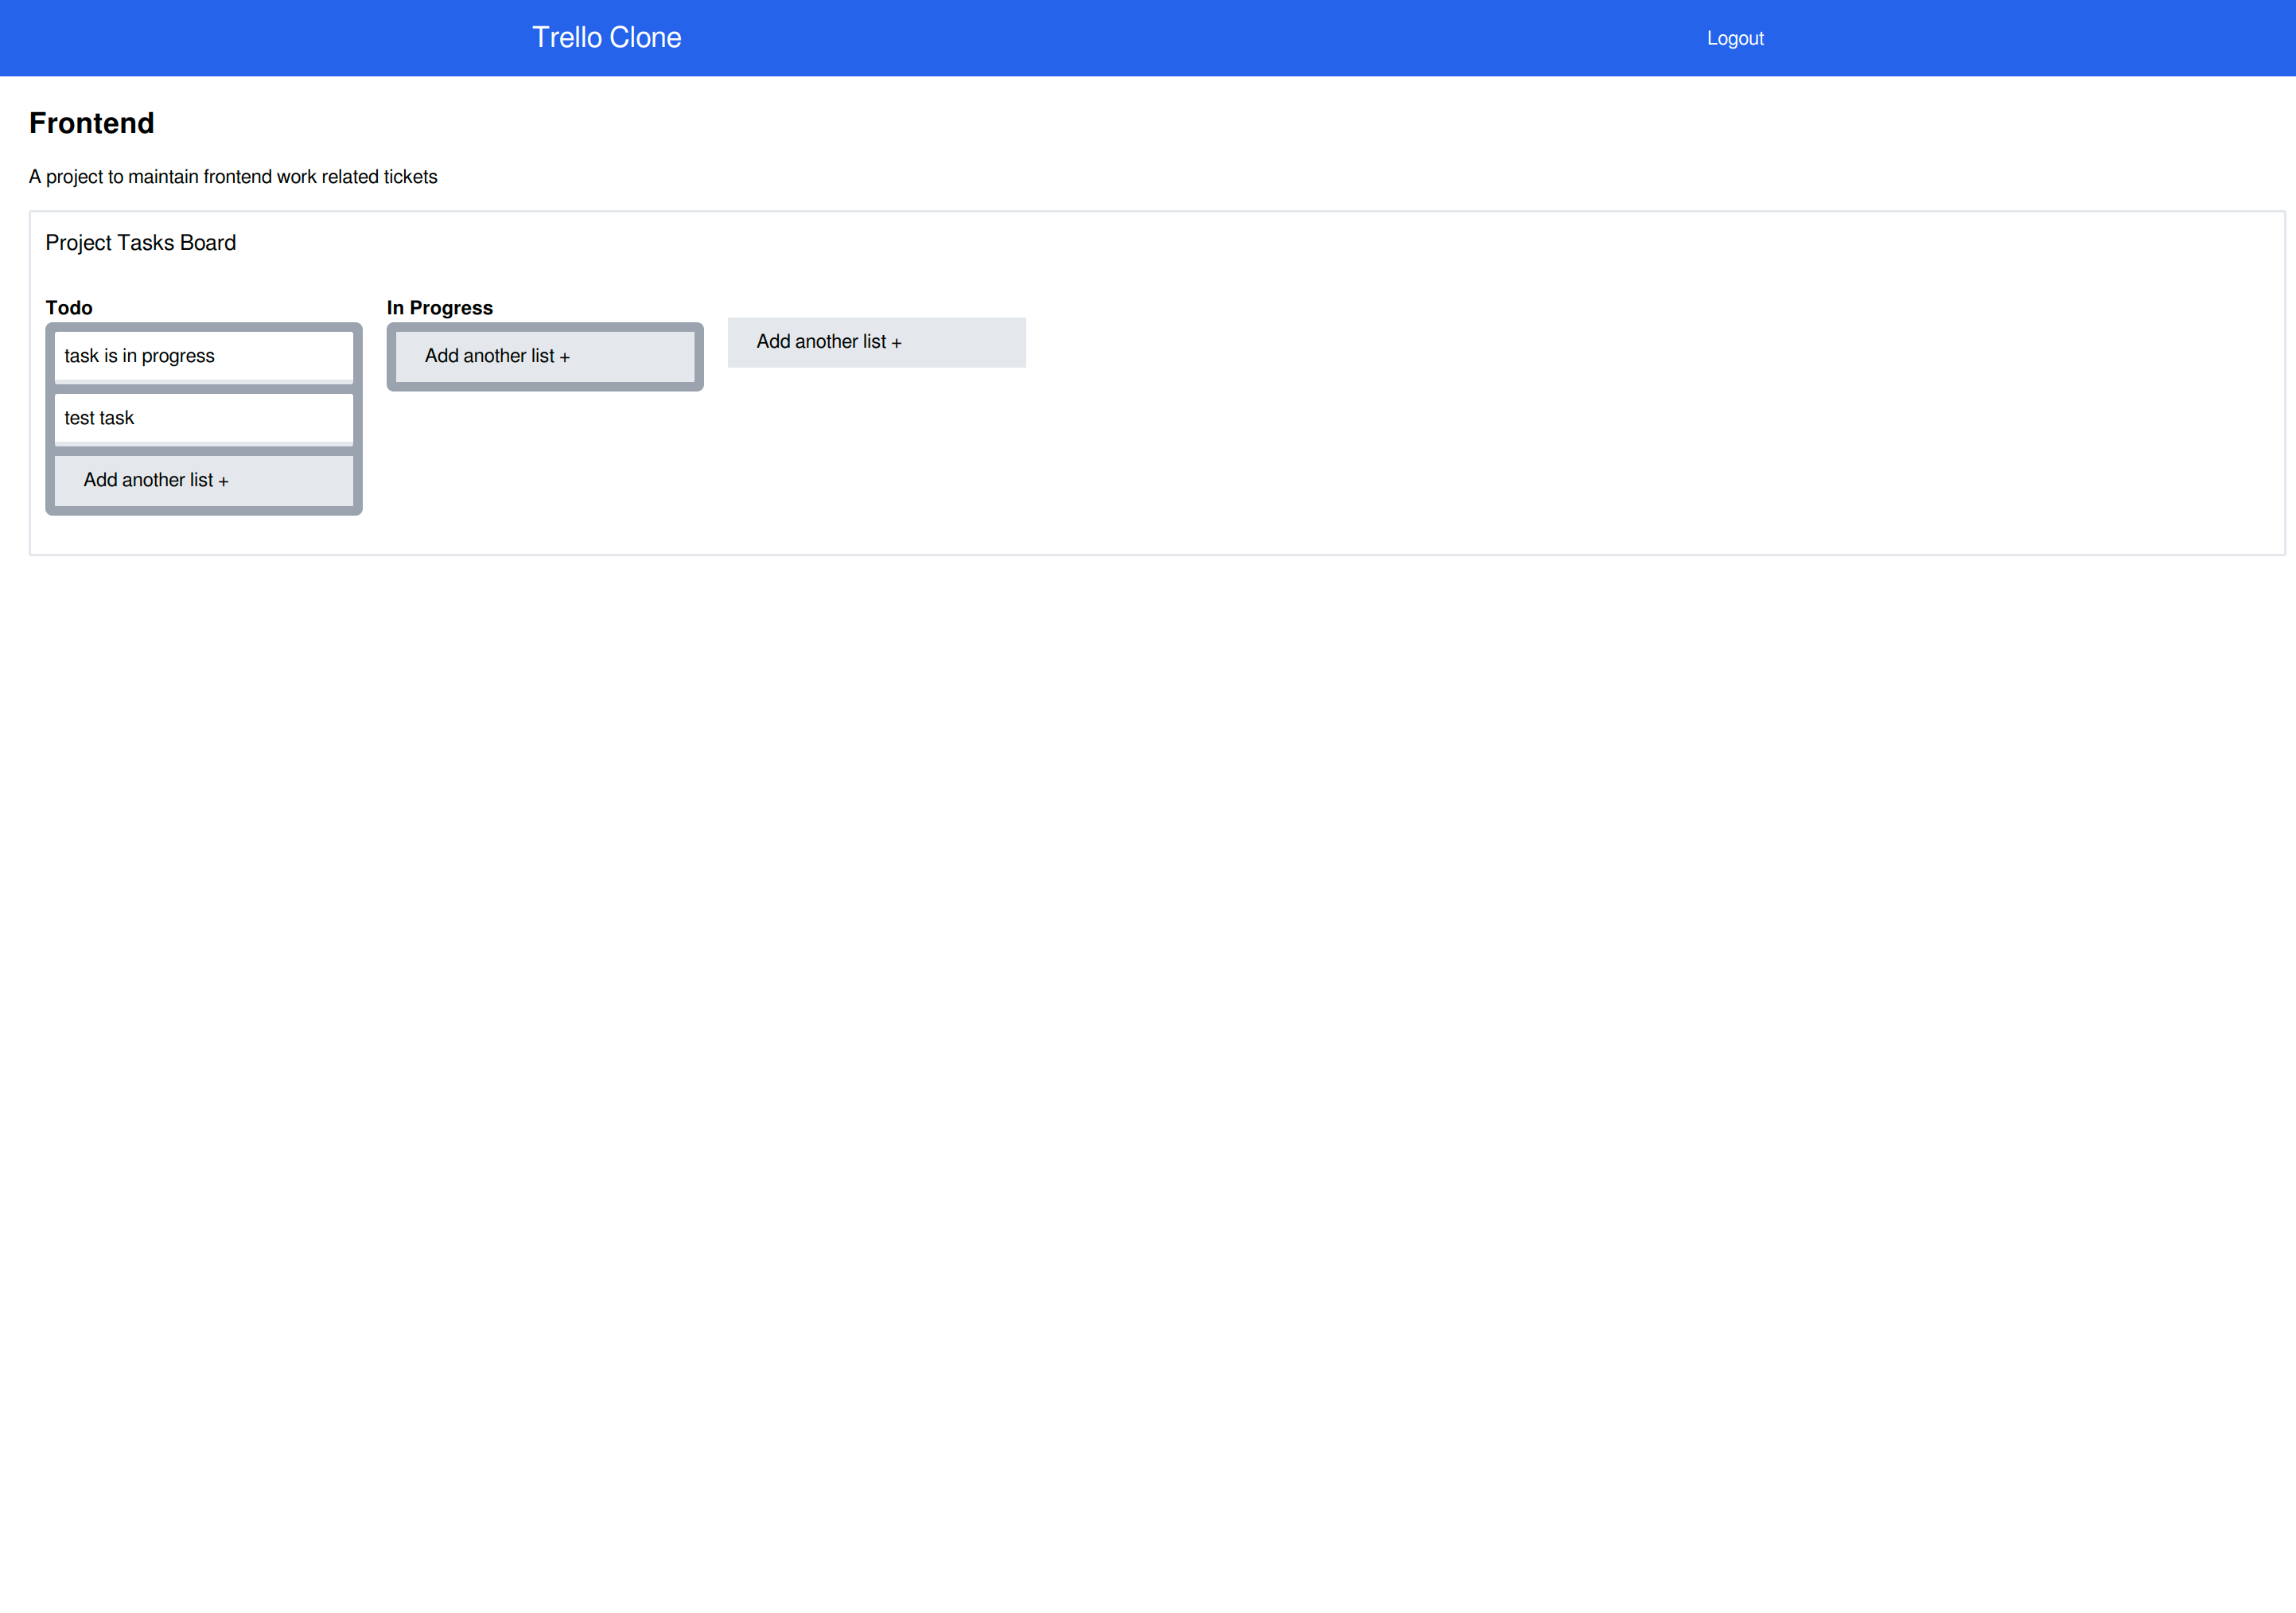 Trello Clone
Logout
Frontend
A project to maintain frontend work related tickets
Project Tasks Board
Todo
task is in progress
test task
Add another list +
In Progress
Add another list +
Add another list +